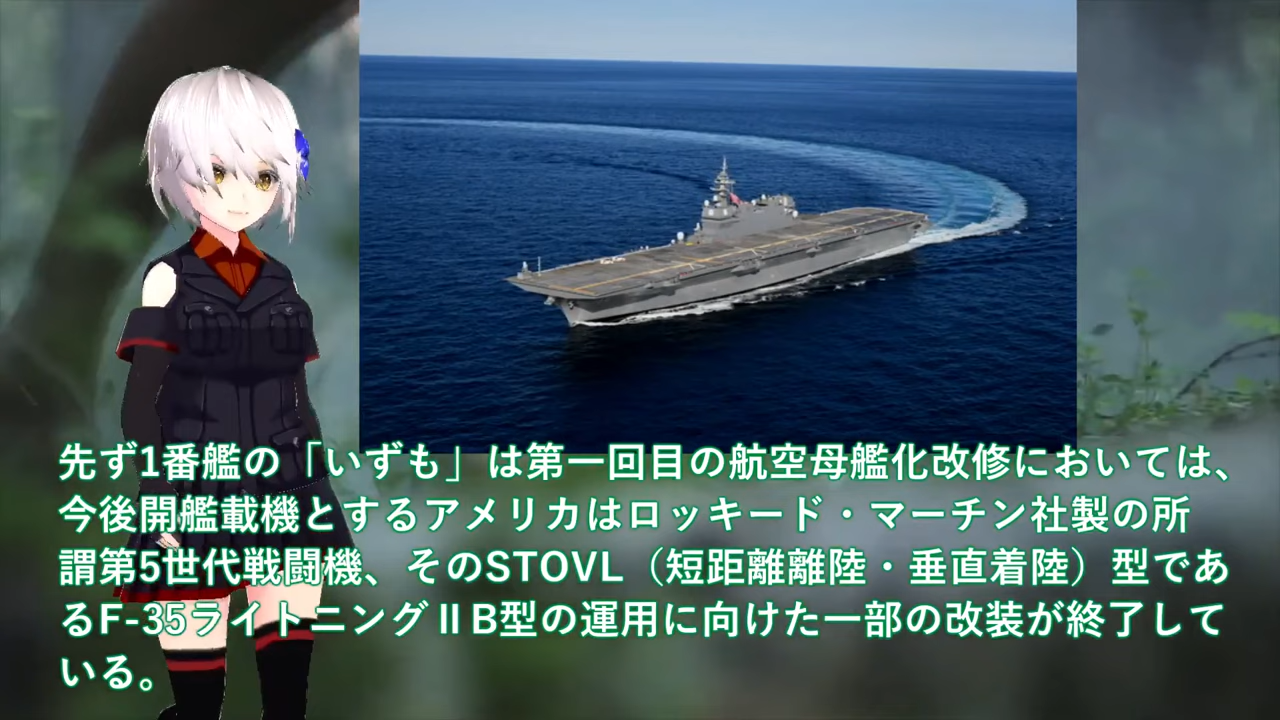 先ず1番艦の「いずも」は第一回目の航空母艦化改修においては、
今後開艦載機とするアメリカはロッキード・マーチン社製の所
謂第5世代戦闘機、そのSTOVL（短距離離陸・垂直着陸）型であ
るF-35ライトニングⅡB型の運用に向けた一部の改装が終了して
いる。